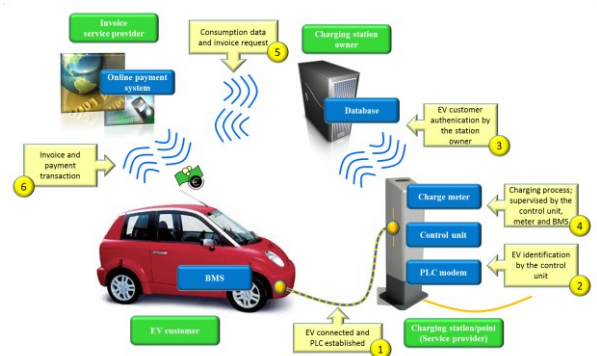 Invoice
service provider
Online payment
system
Consumption data
and invoice request
5
Charging station
owner
Database
EV customer
authenication by
the station
owner
3
Invoice and
payment
transaction
6
€
Charge meter
Control unit
PLC modem
Charging process;
supervised by the
control unit,
meter and BMS
4
EV identification
by the control
unit
2
BMS
EV customer
EV connected and
PLC established
1
Charging station/point
(Service provider)